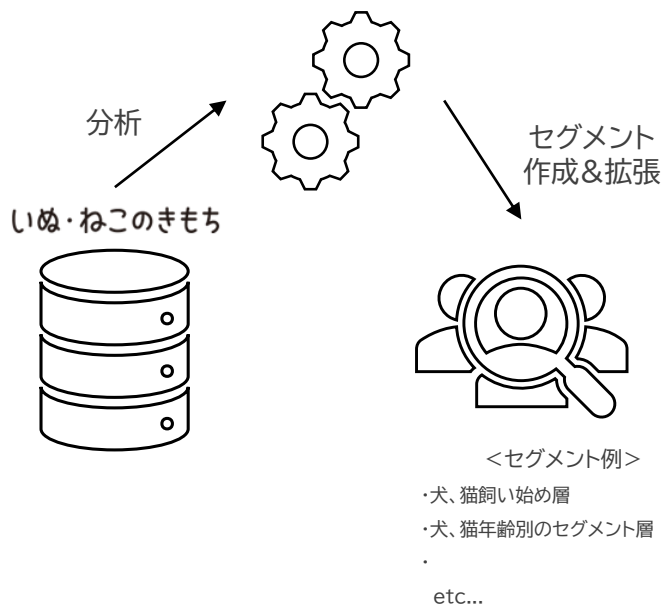 分析
セグメント
作成＆拡張
いぬ・ねこのきもち
＜セグメント例＞
・犬、猫飼い始め層
・犬、猫年齢別のセグメント層
・
etc...